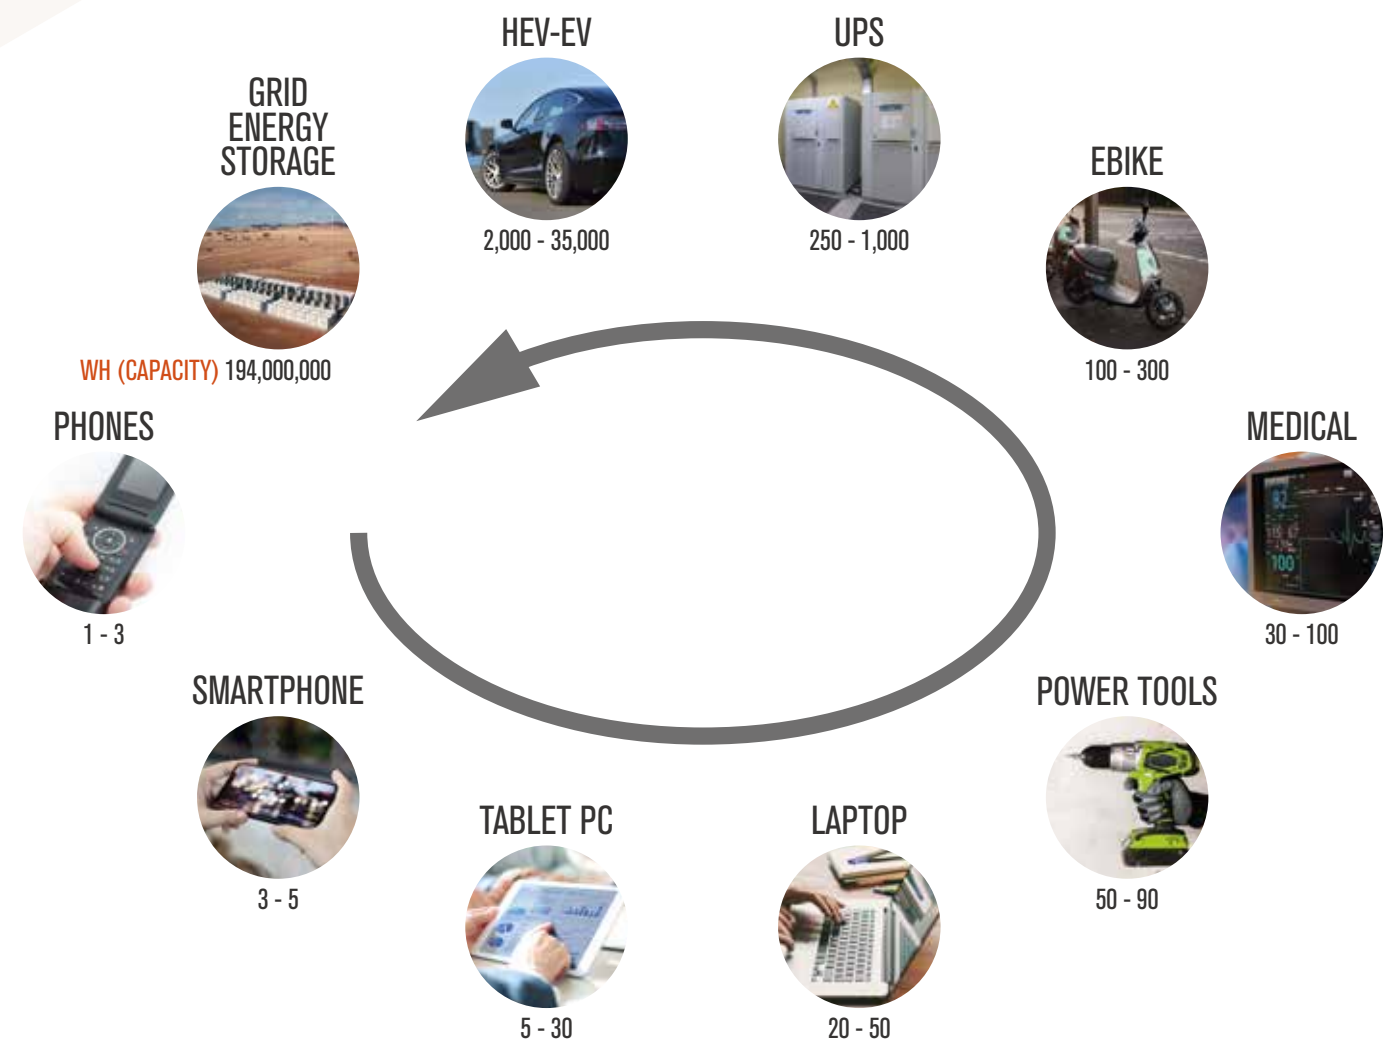 HEV-EV
2,000 - 35,000
UPS
250 - 1,000
GRID
ENERGY
STORAGE
WH (CAPACITY) 194,000,000
EBIKE
100 - 300
PHONES
1 - 3
MEDICAL
82
100
30 - 100
SMARTPHONE
3 - 5
POWER TOOLS
50 - 90
TABLET PC
5 - 30
LAPTOP
20 - 50